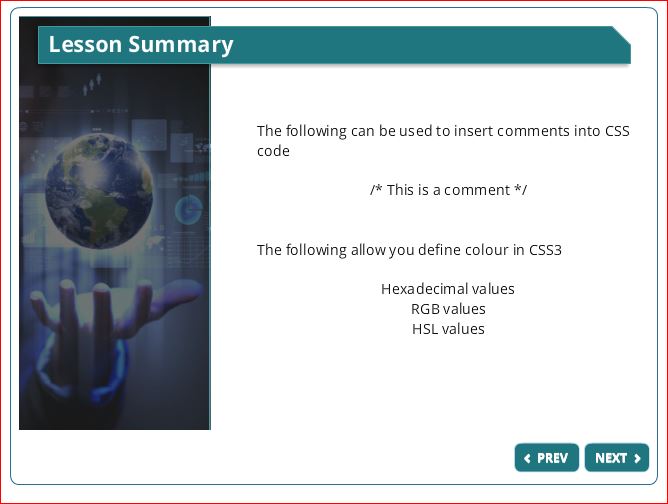 Lesson Summary
The following can be used to insert comments into CSS
code
/* This is a comment */
The following allow you define colour in CSS3
Hexadecimal values
RGB values
HSL values
PREV
NEXT